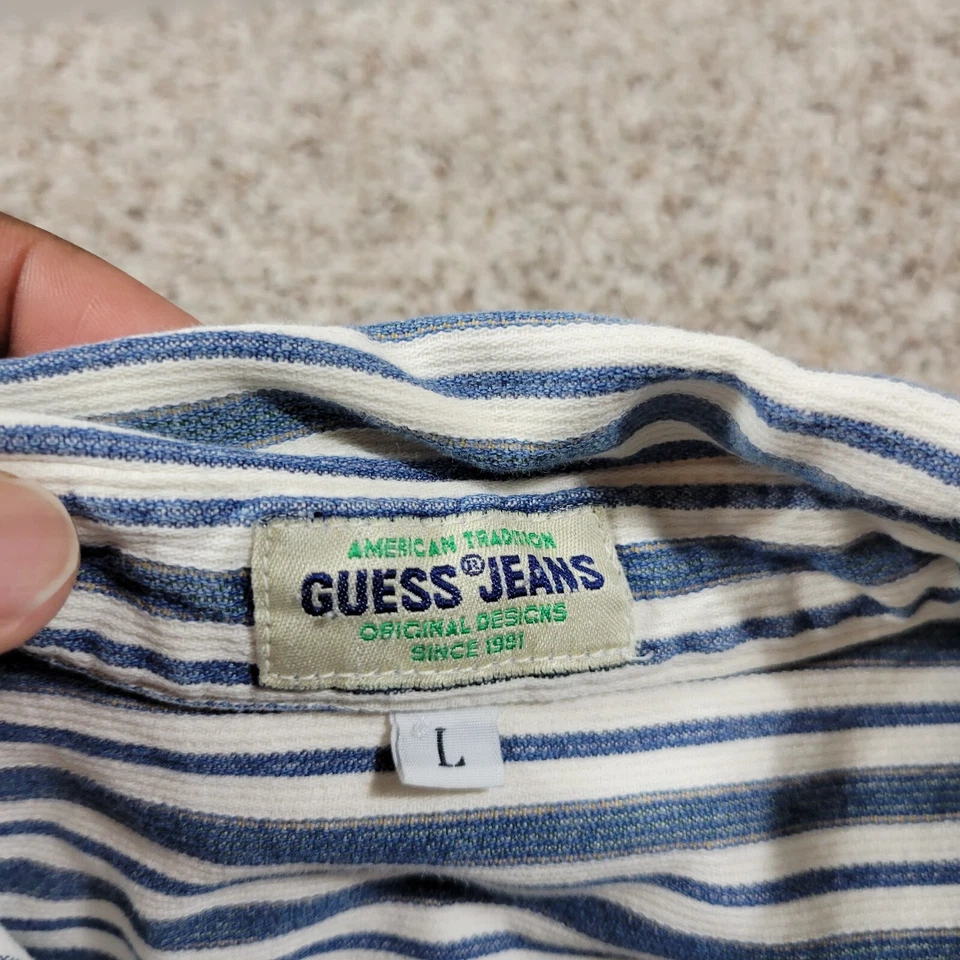 AMERICAN TRADITION
GUESS® JEANS
ORIGINAL DESIGNS
SINCE 1981
L